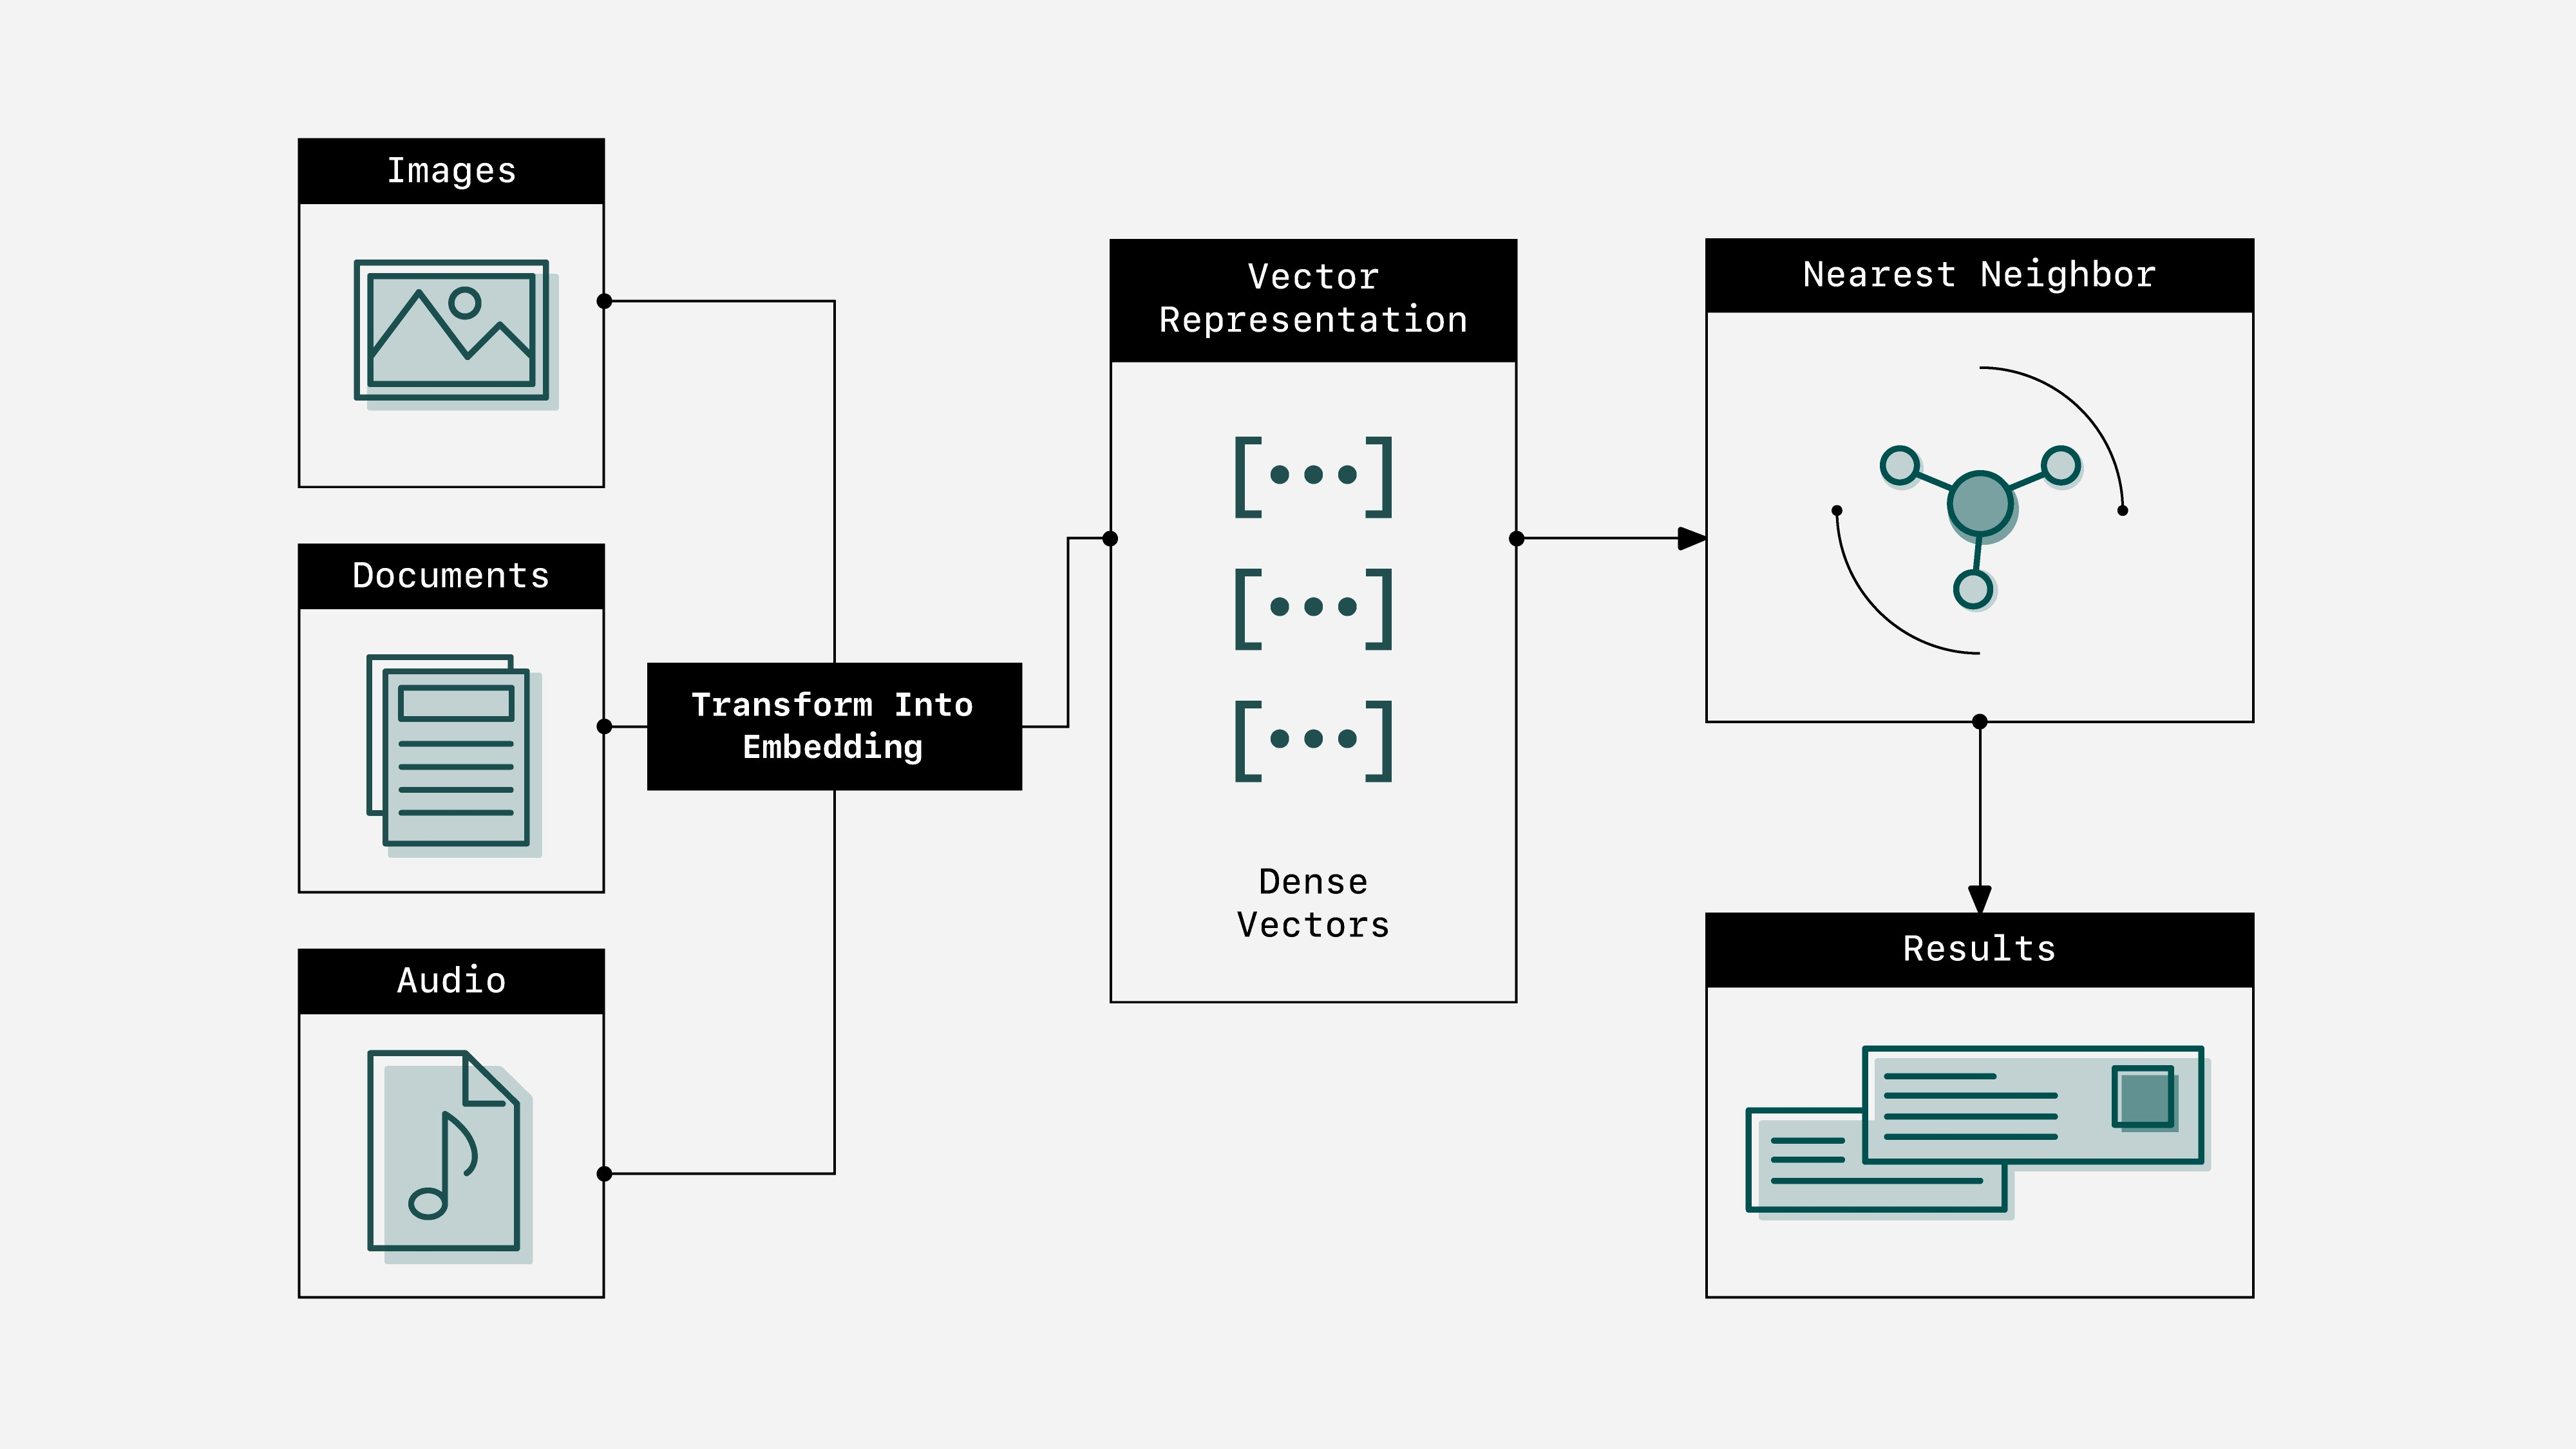 Images
Documents
Audio
Transform Into
Embedding
Vector
Representation
Dense
Vectors
Nearest Neighbor
Results